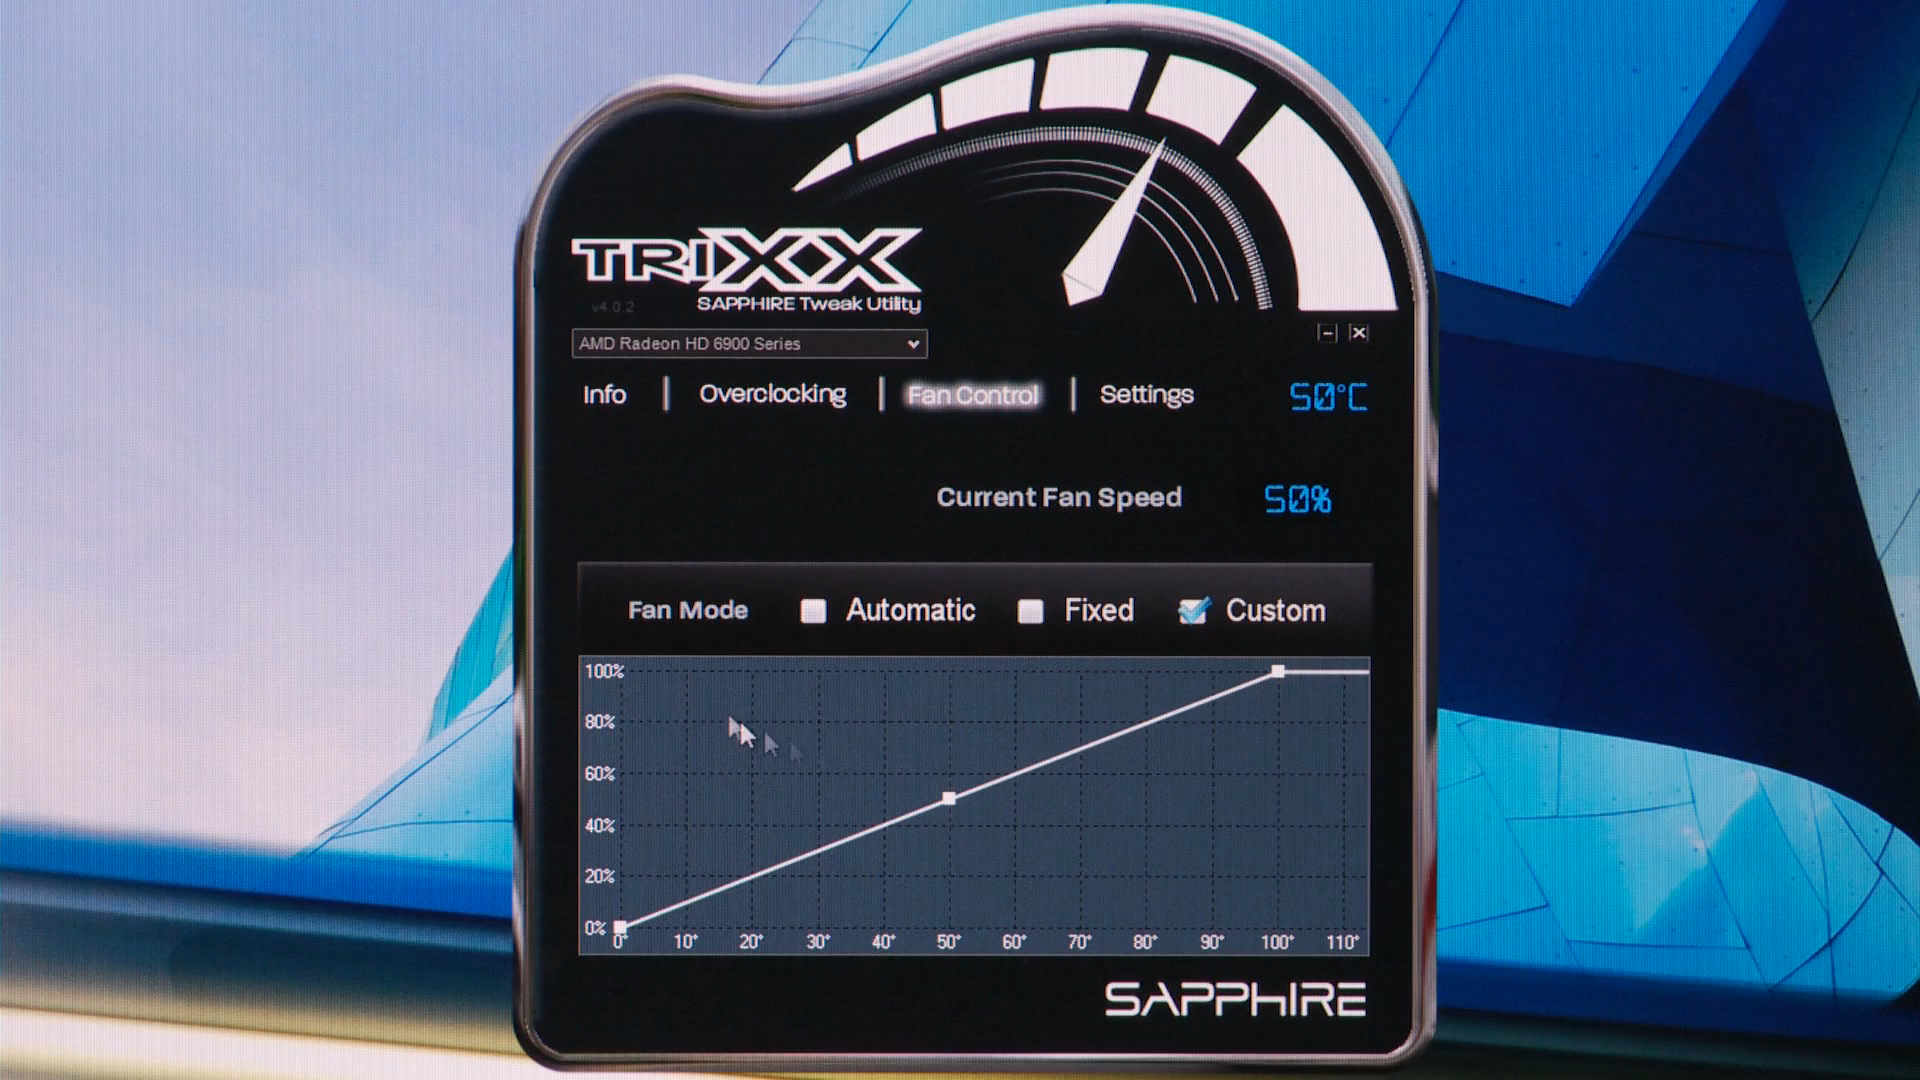 TRIXX
v4.0.2
SAPPHIRE Tweak Utility
AMD Radeon HD 6900 Series
Info | Overclocking | Fan Control | Settings 50°C
Current Fan Speed 50%
Fan Mode Automatic Fixed Custom
100%
80%
60%
40%
20%
0%
0° 10° 20° 30° 40° 50° 60° 70° 80° 90° 100° 110°
SAPPHIRE